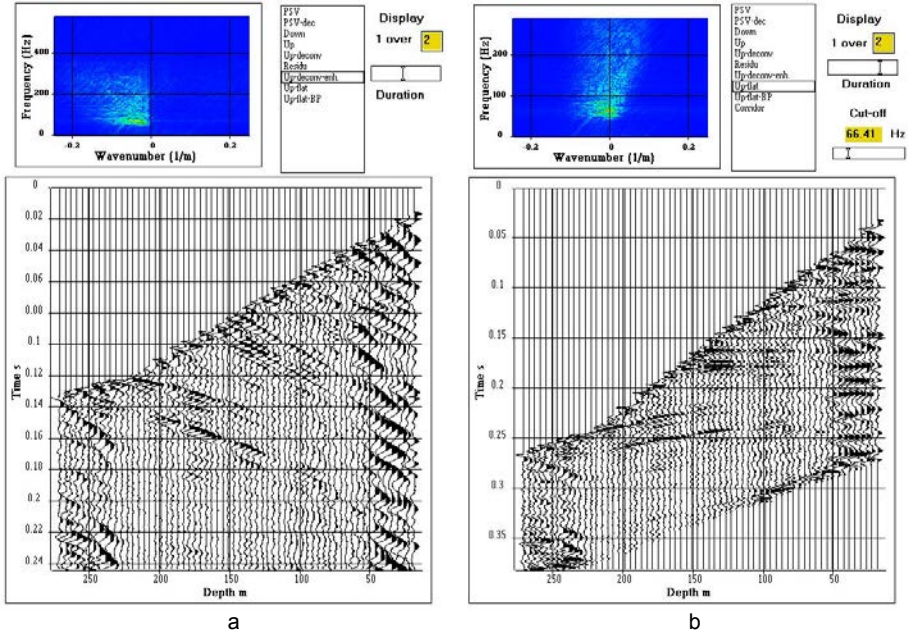 400
200
0
Frequency (Hz)
-0.2
0
0.2
Wavenumber (1/m)
PSV
PSV-dec
Down
Up
Up-deconv
Residu
Up-deconv-enh.
Up-flat
Up-flat-BP
Display
1 over 2
Duration
200
100
0
Frequency (Hz)
-0.2
0
0.2
Wavenumber (1/m)
PSV
PSV-dec
Down
Up
Up-deconv
Residu
Up-deconv-enh.
Up-flat
Up-flat-BP
Corridor
Display
1 over 2
Duration
Cut-off
66.41 Hz
0
0.02
0.04
0.06
0.00
0.1
0.12
0.14
0.16
0.10
0.2
0.22
0.24
Time s
250
200
150
100
50
Depth m
a
0
0.05
0.1
0.15
0.2
0.25
0.3
0.35
Time s
250
200
150
100
50
Depth m
b